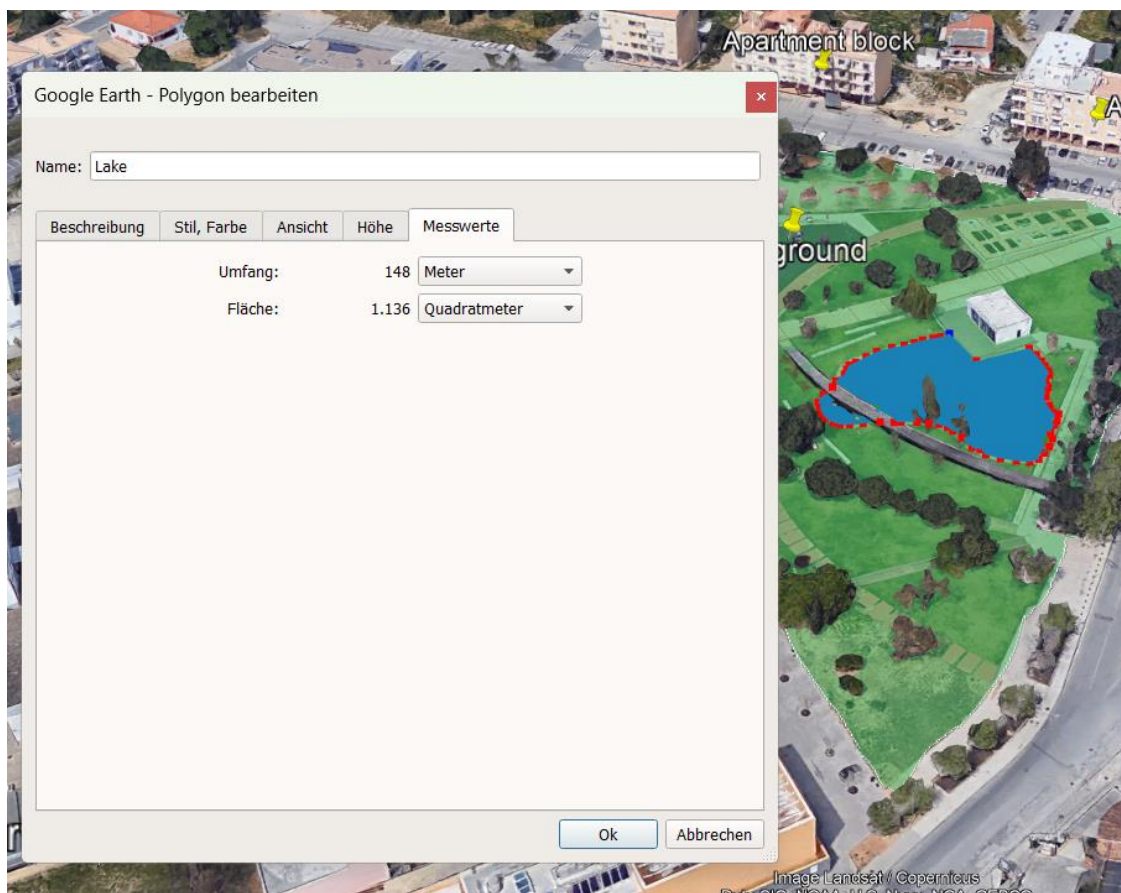 Apartment block
Google Earth - Polygon bearbeiten
Name: Lake
Beschreibung Stil, Farbe Ansicht Höhe Messwerte
Umfang: 148 Meter
Fläche: 1.136 Quadratmeter
ground
Ok Abbrechen
Image Landsat / Copernicus